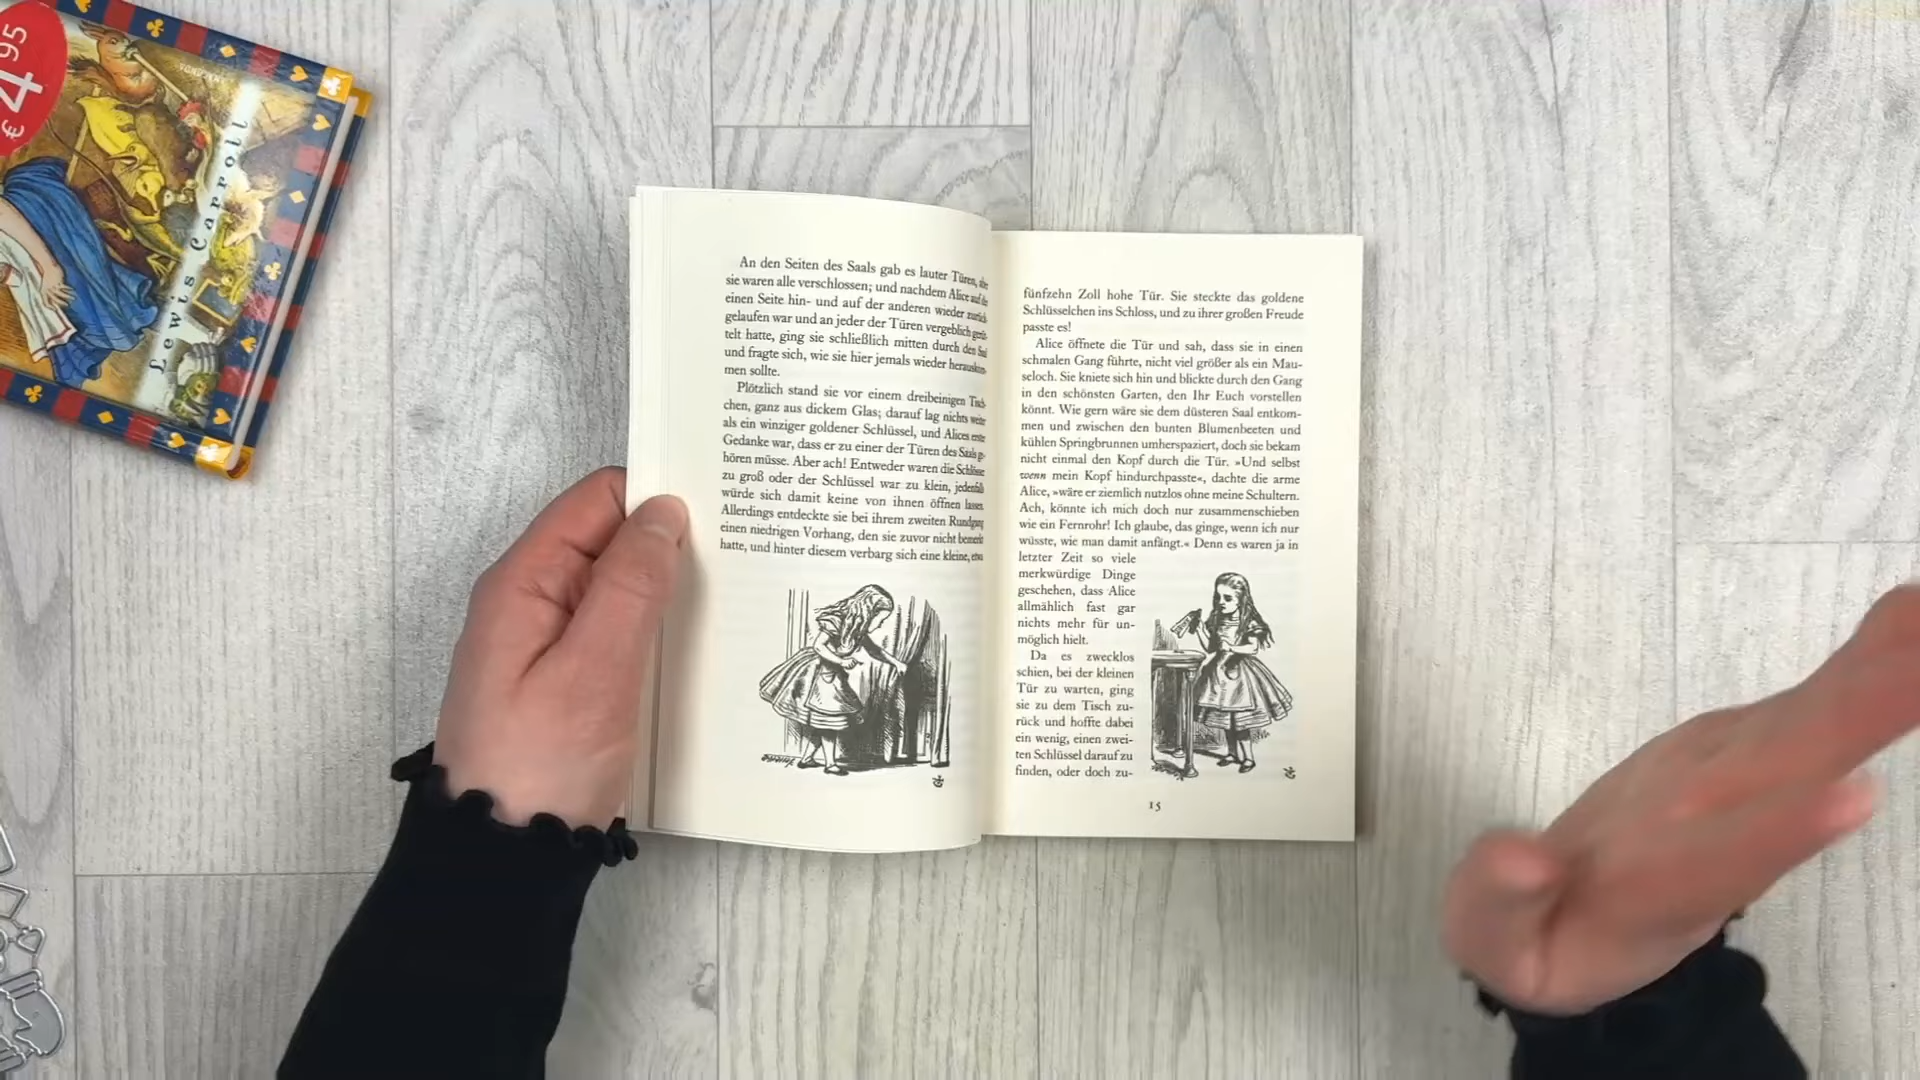 € 4 95
Lewis Carroll
An den Seiten des Saals gab es lauter Türen,
sie waren alle verschlossen; und nachdem Alice auf
einen Seite hin- und auf der anderen wieder zurück-
gelaufen war und an jeder der Türen vergeblich gerüt-
telt hatte, ging sie schließlich mitten durch den Saal
und fragte sich, wie sie hier jemals wieder herauskom-
men sollte.
Plötzlich stand sie vor einem dreibeinigen Tisch-
chen, ganz aus dickem Glas; darauf lag nichts weiter
als ein winziger goldener Schlüssel, und Alices erster
Gedanke war, dass er zu einer der Türen des Saals ge-
hören müsse. Aber ach! Entweder waren die Schlösser
zu groß oder der Schlüssel war zu klein, jedenfalls
würde sich damit keine von ihnen öffnen lassen.
Allerdings entdeckte sie bei ihrem zweiten Rundgang
einen niedrigen Vorhang, den sie zuvor nicht bemerkt
hatte, und hinter diesem verbarg sich eine kleine, etwa
fünfzehn Zoll hohe Tür. Sie steckte das goldene
Schlüsselchen ins Schloss, und zu ihrer großen Freude
passte es!
Alice öffnete die Tür und sah, dass sie in einen
schmalen Gang führte, nicht viel größer als ein Mau-
seloch. Sie kniete sich hin und blickte durch den Gang
in den schönsten Garten, den Ihr Euch vorstellen
könnt. Wie gern wäre sie dem düsteren Saal entkom-
men und zwischen den bunten Blumenbeeten und
kühlen Springbrunnen umherspaziert, doch sie bekam
nicht einmal den Kopf durch die Tür. »Und selbst
wenn mein Kopf hindurchpasste«, dachte die arme
Alice, »wäre er ziemlich nutzlos ohne meine Schultern.
Ach, könnte ich mich doch nur zusammenschieben
wie ein Fernrohr! Ich glaube, das ginge, wenn ich nur
wüsste, wie man damit anfängt.« Denn es waren ja in
letzter Zeit so viele
merkwürdige Dinge
geschehen, dass Alice
allmählich fast gar
nichts mehr für un-
möglich hielt.
Da es zwecklos
schien, bei der kleinen
Tür zu warten, ging
sie zu dem Tisch zu-
rück und hoffte dabei
ein wenig, einen zwei-
ten Schlüssel darauf zu
finden, oder doch zu-
15